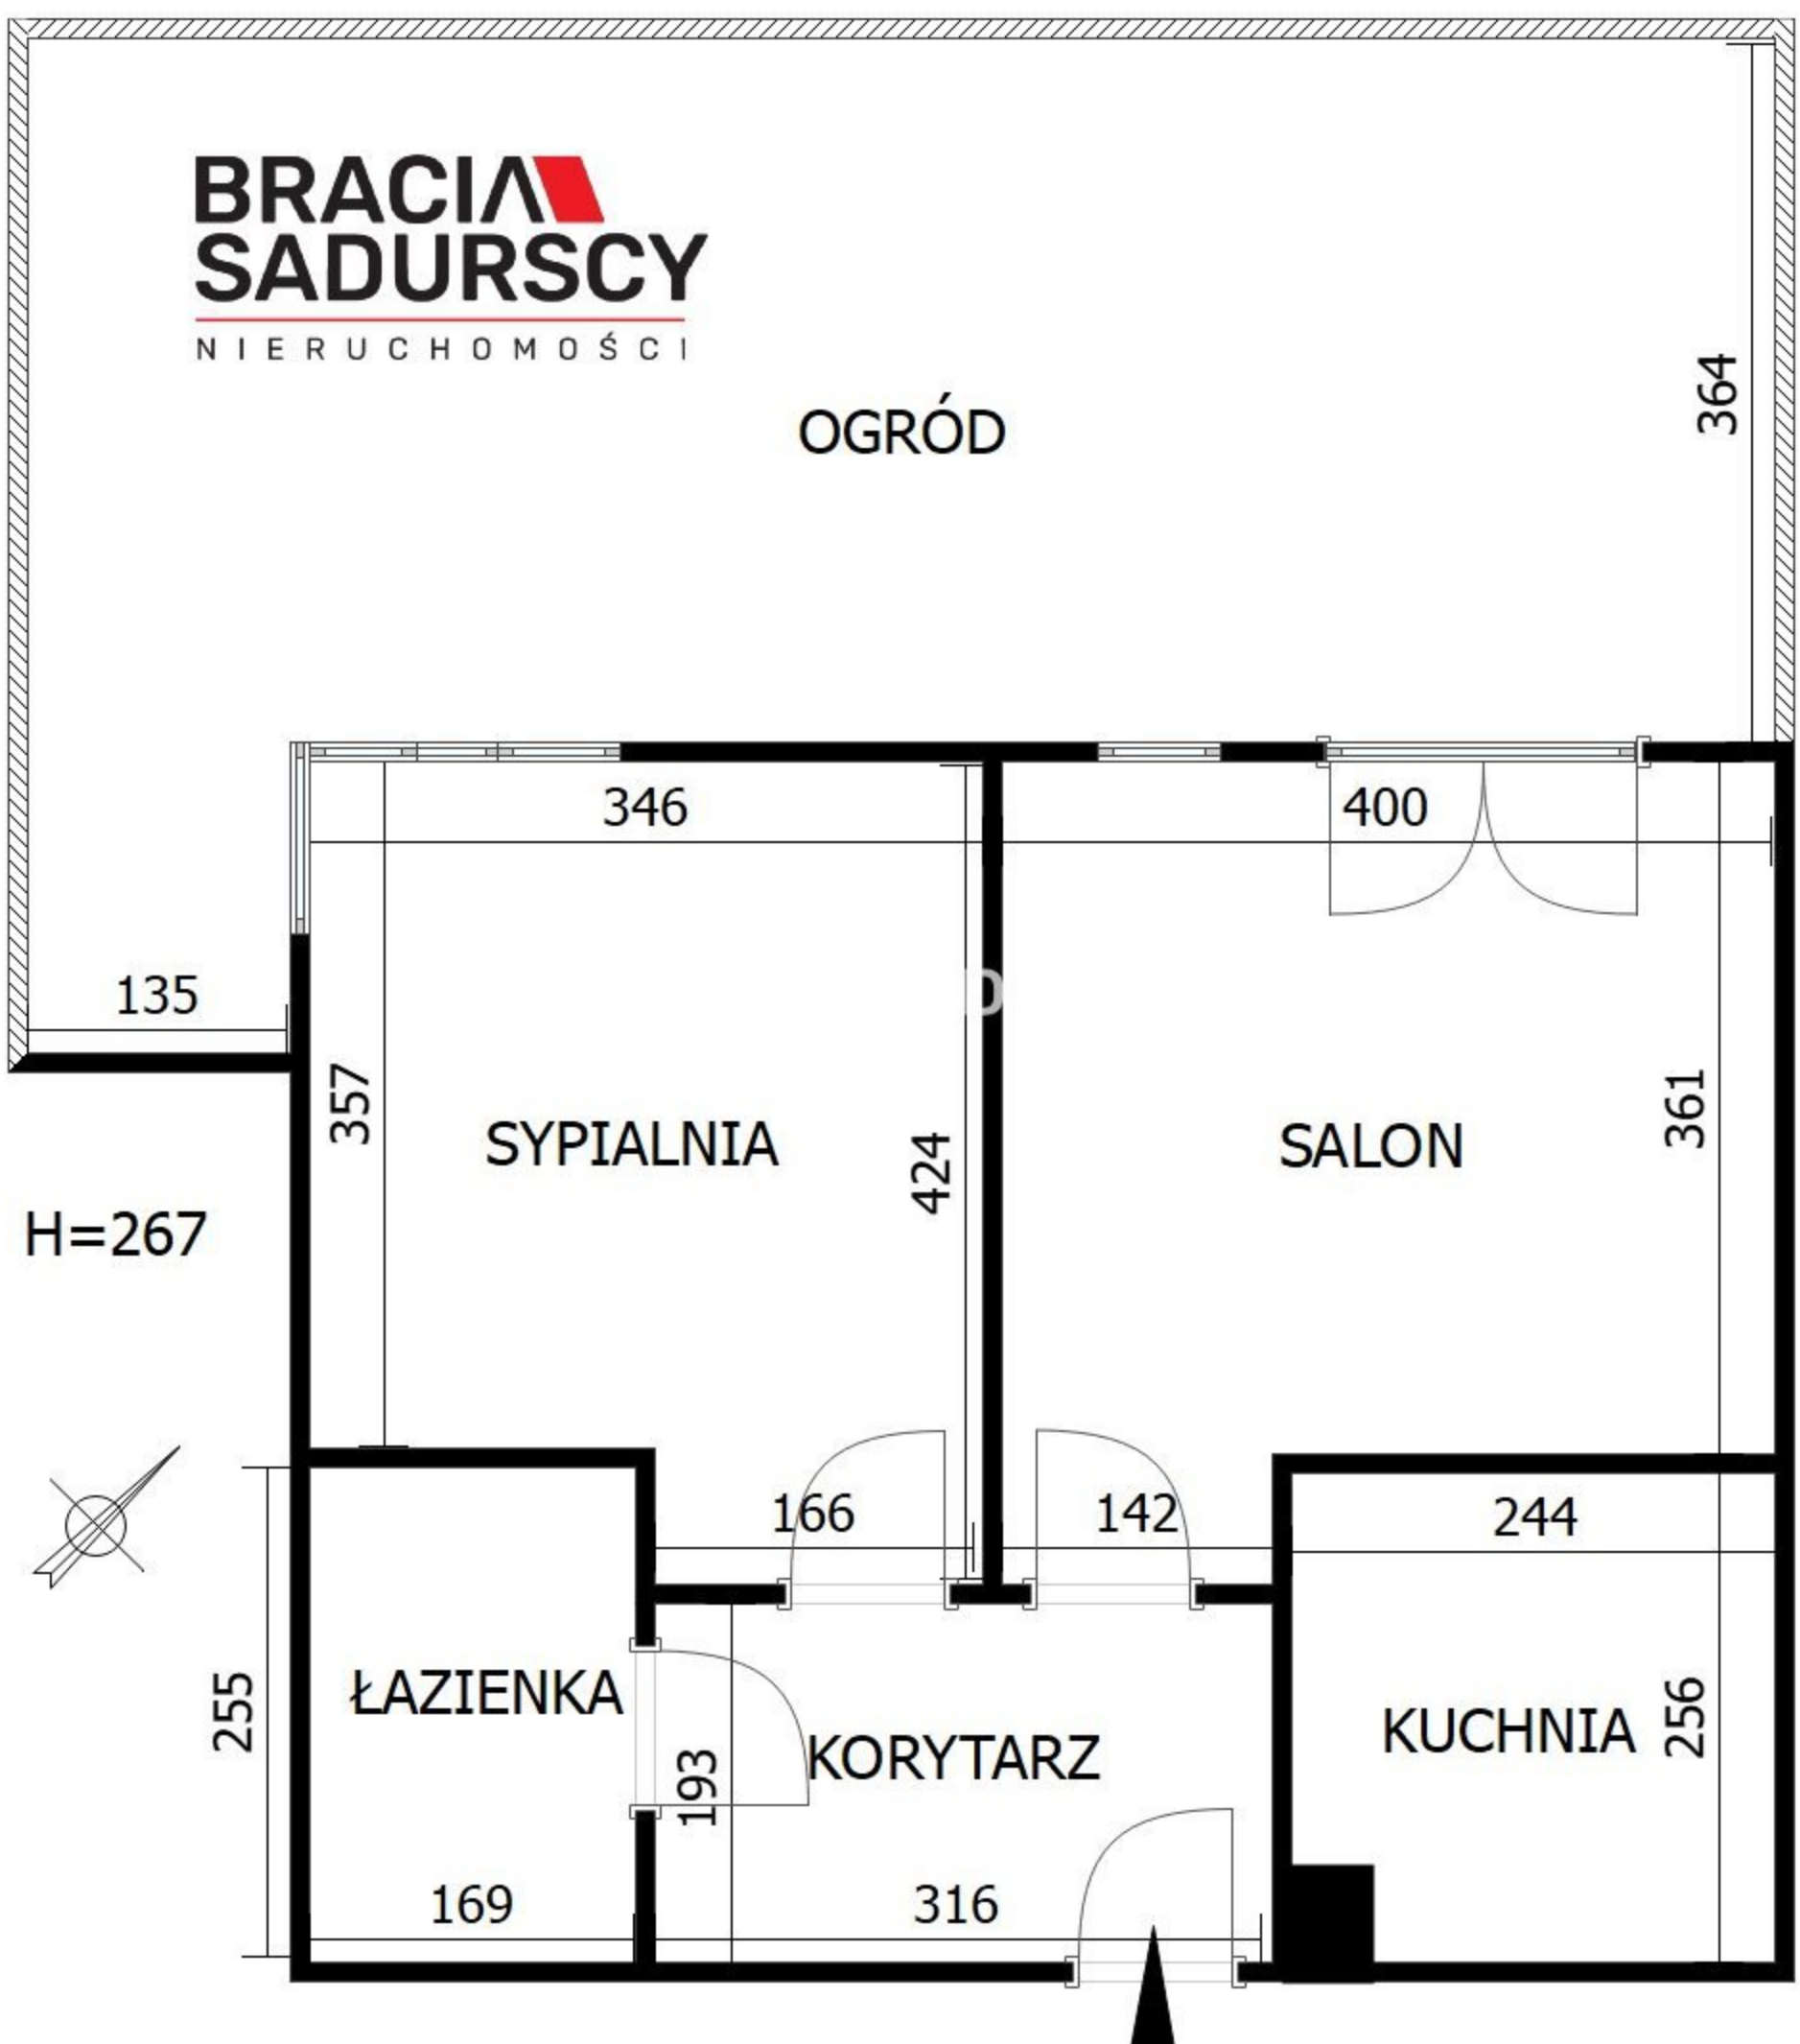 BRACIA
SADURSCY
NIERUCHOMOŚCI
364
OGRÓD
346
400
135
D
357
SYPIALNIA
424
SALON
361
H=267
166
142
244
255
ŁAZIENKA
193
KORYTARZ
KUCHNIA
256
169
316